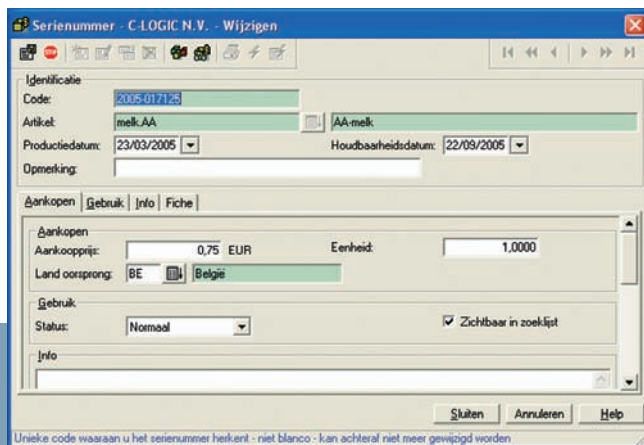 Serienummer - C-LOGIC N.V. - Wijzigen
STOP
Identificatie
Code: 2005-017125
Artikel: melk.AA AA-melk
Productiedatum: 23/03/2005 Houdbaarheidsdatum: 22/09/2005
Opmerking:
Aankopen Gebruik Info Fiche
Aankopen
Aankoopprijs: 0,75 EUR Eenheid: 1,0000
Land oorsprong: BE België
Gebruik
Status: Normaal Zichtbaar in zoeklijst
Info
Sluiten Annuleren Help
Unieke code waaraan u het serienummer herkent - niet blanco - kan achteraf niet meer gewijzigd worden